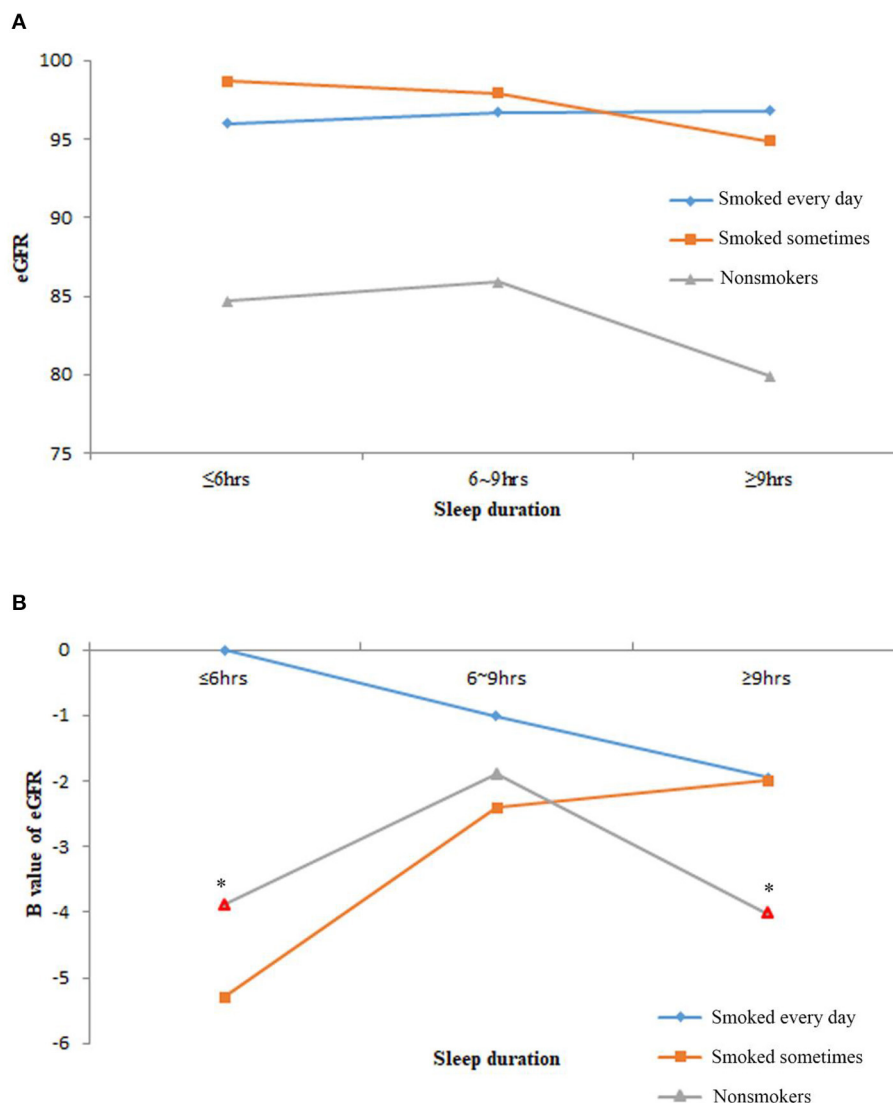 A
100
95
90
85
80
75
eGFR
≤6hrs 6~9hrs ≥9hrs
Sleep duration
Smoked every day
Smoked sometimes
Nonsmokers
B
0
-1
-2
-3
-4
-5
-6
B value of eGFR
≤6hrs 6~9hrs ≥9hrs
* *
Sleep duration
Smoked every day
Smoked sometimes
Nonsmokers